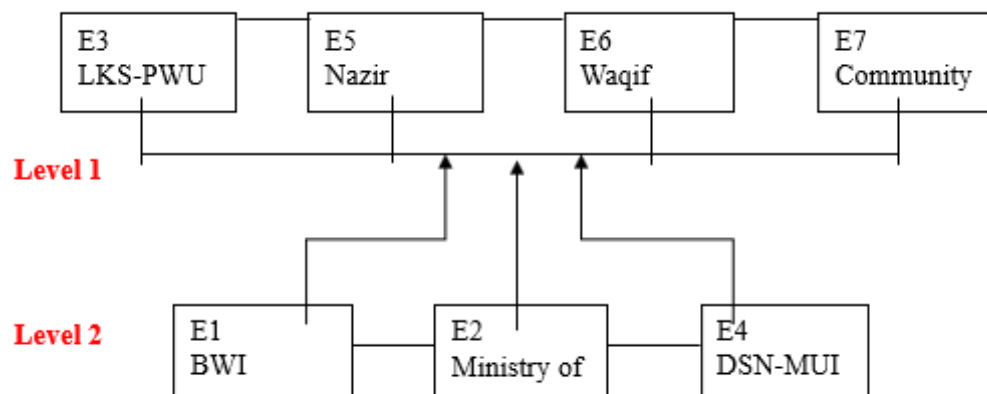 E3
LKS-PWU
E5
Nazir
E6
Waqif
E7
Community
Level 1
Level 2
E1
BWI
E2
Ministry of
E4
DSN-MUI